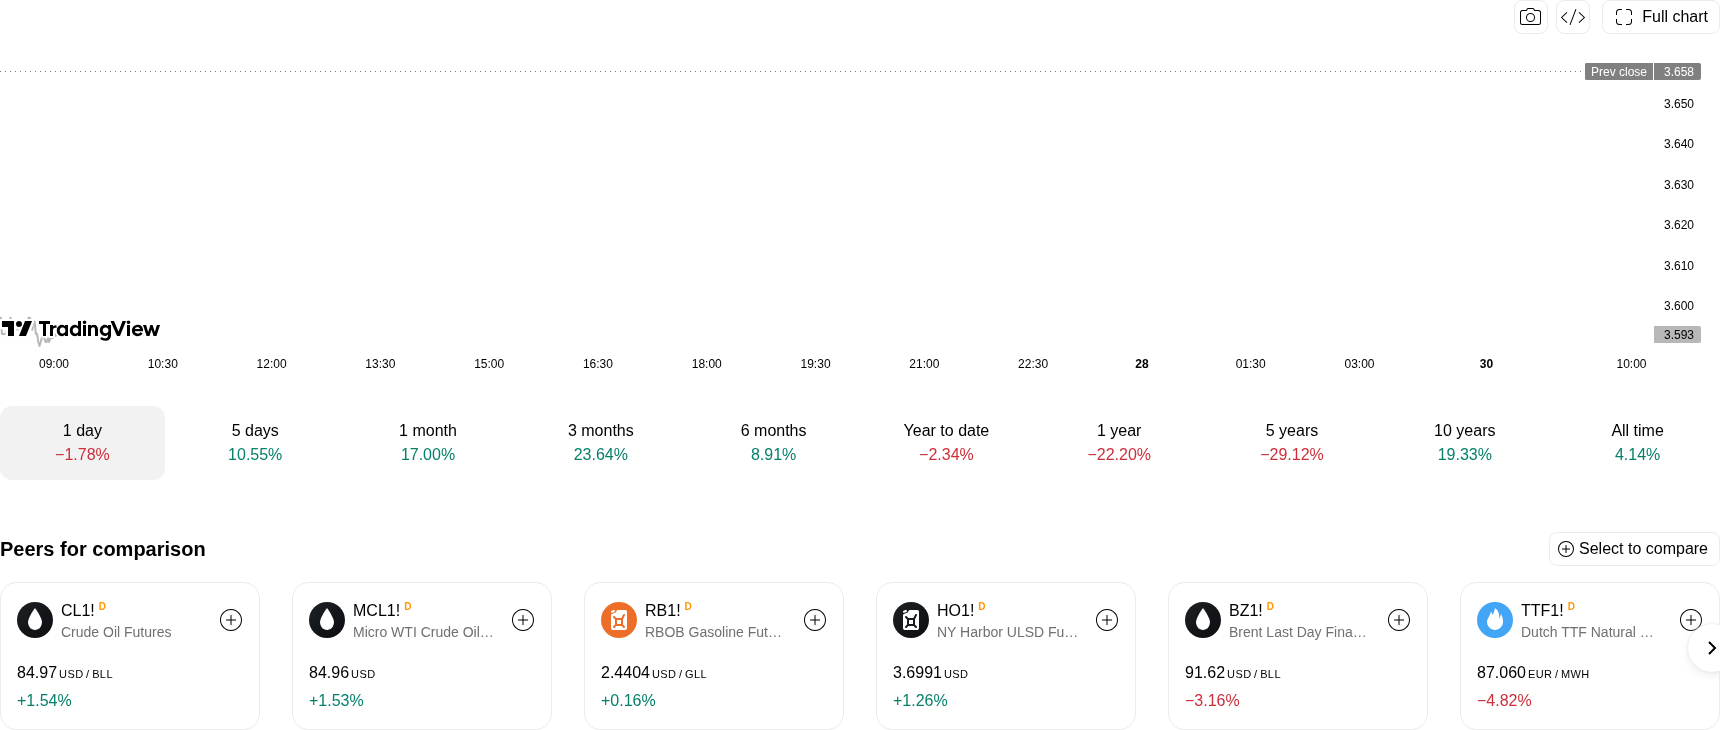 Full chart
Prev close 3.658
3.650
3.640
3.630
3.620
3.610
3.600
TradingView
3.593
09:00 10:30 12:00 13:30 15:00 16:30 18:00 19:30 21:00 22:30 28 01:30 03:00 30 10:00
1 day 5 days 1 month 3 months 6 months Year to date 1 year 5 years 10 years All time
−1.78% 10.55% 17.00% 23.64% 8.91% −2.34% −22.20% −29.12% 19.33% 4.14%
Peers for comparison
Select to compare
CL1! D
Crude Oil Futures
84.97 USD / BLL
+1.54%
MCL1! D
Micro WTI Crude Oil…
84.96 USD
+1.53%
RB1! D
RBOB Gasoline Fut…
2.4404 USD / GLL
+0.16%
HO1! D
NY Harbor ULSD Fu…
3.6991 USD
+1.26%
BZ1! D
Brent Last Day Fina…
91.62 USD / BLL
−3.16%
TTF1! D
Dutch TTF Natural …
87.060 EUR / MWH
−4.82%